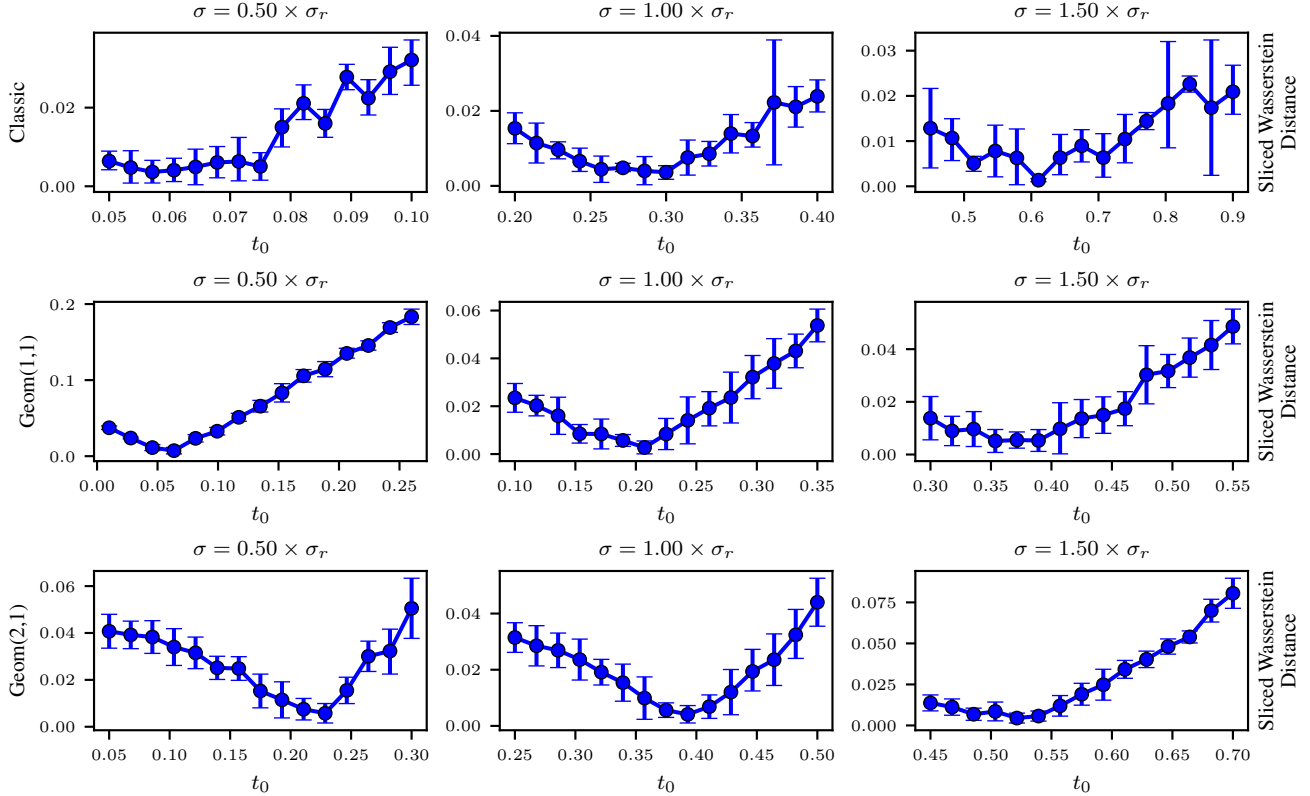 σ = 0.50 × σ_r
σ = 1.00 × σ_r
σ = 1.50 × σ_r
Classic
0.02
0.00
0.04
0.02
0.00
0.03
0.02
0.01
0.00
Sliced Wasserstein
Distance
0.05 0.06 0.07 0.08 0.09 0.10
0.20 0.25 0.30 0.35 0.40
0.5 0.6 0.7 0.8 0.9
t_0
t_0
t_0
σ = 0.50 × σ_r
σ = 1.00 × σ_r
σ = 1.50 × σ_r
Geom(1,1)
0.2
0.1
0.0
0.06
0.04
0.02
0.00
0.04
0.02
0.00
Sliced Wasserstein
Distance
0.00 0.05 0.10 0.15 0.20 0.25
0.10 0.15 0.20 0.25 0.30 0.35
0.30 0.35 0.40 0.45 0.50 0.55
t_0
t_0
t_0
σ = 0.50 × σ_r
σ = 1.00 × σ_r
σ = 1.50 × σ_r
Geom(2,1)
0.06
0.04
0.02
0.00
0.04
0.02
0.00
0.075
0.050
0.025
0.000
Sliced Wasserstein
Distance
0.05 0.10 0.15 0.20 0.25 0.30
0.25 0.30 0.35 0.40 0.45 0.50
0.45 0.50 0.55 0.60 0.65 0.70
t_0
t_0
t_0